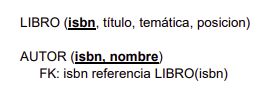 LIBRO (isbn, título, temática, posicion)
AUTOR (isbn, nombre)
FK: isbn referencia LIBRO(isbn)